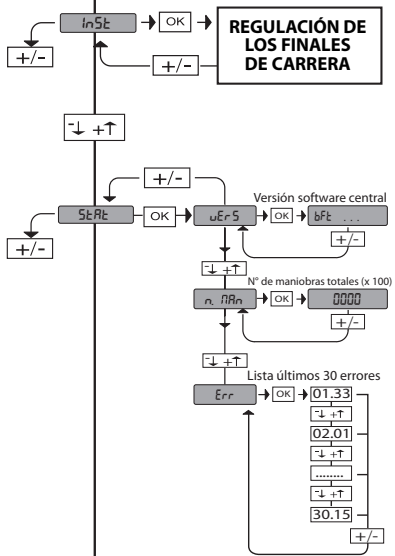 InSt
OK
REGULACIÓN DE
LOS FINALES
DE CARRERA
+/-
+/-
-↓ +↑
+/-
StAt
OK
vErS
Versión software central
OK
bFt ...
+/-
+/-
-↓ +↑
N° de maniobras totales (x 100)
n. MAn
OK
0000
+/-
-↓ +↑
Lista últimos 30 errores
Err
OK
01.33
-↓ +↑
02.01
-↓ +↑
........
-↓ +↑
30.15
+/-